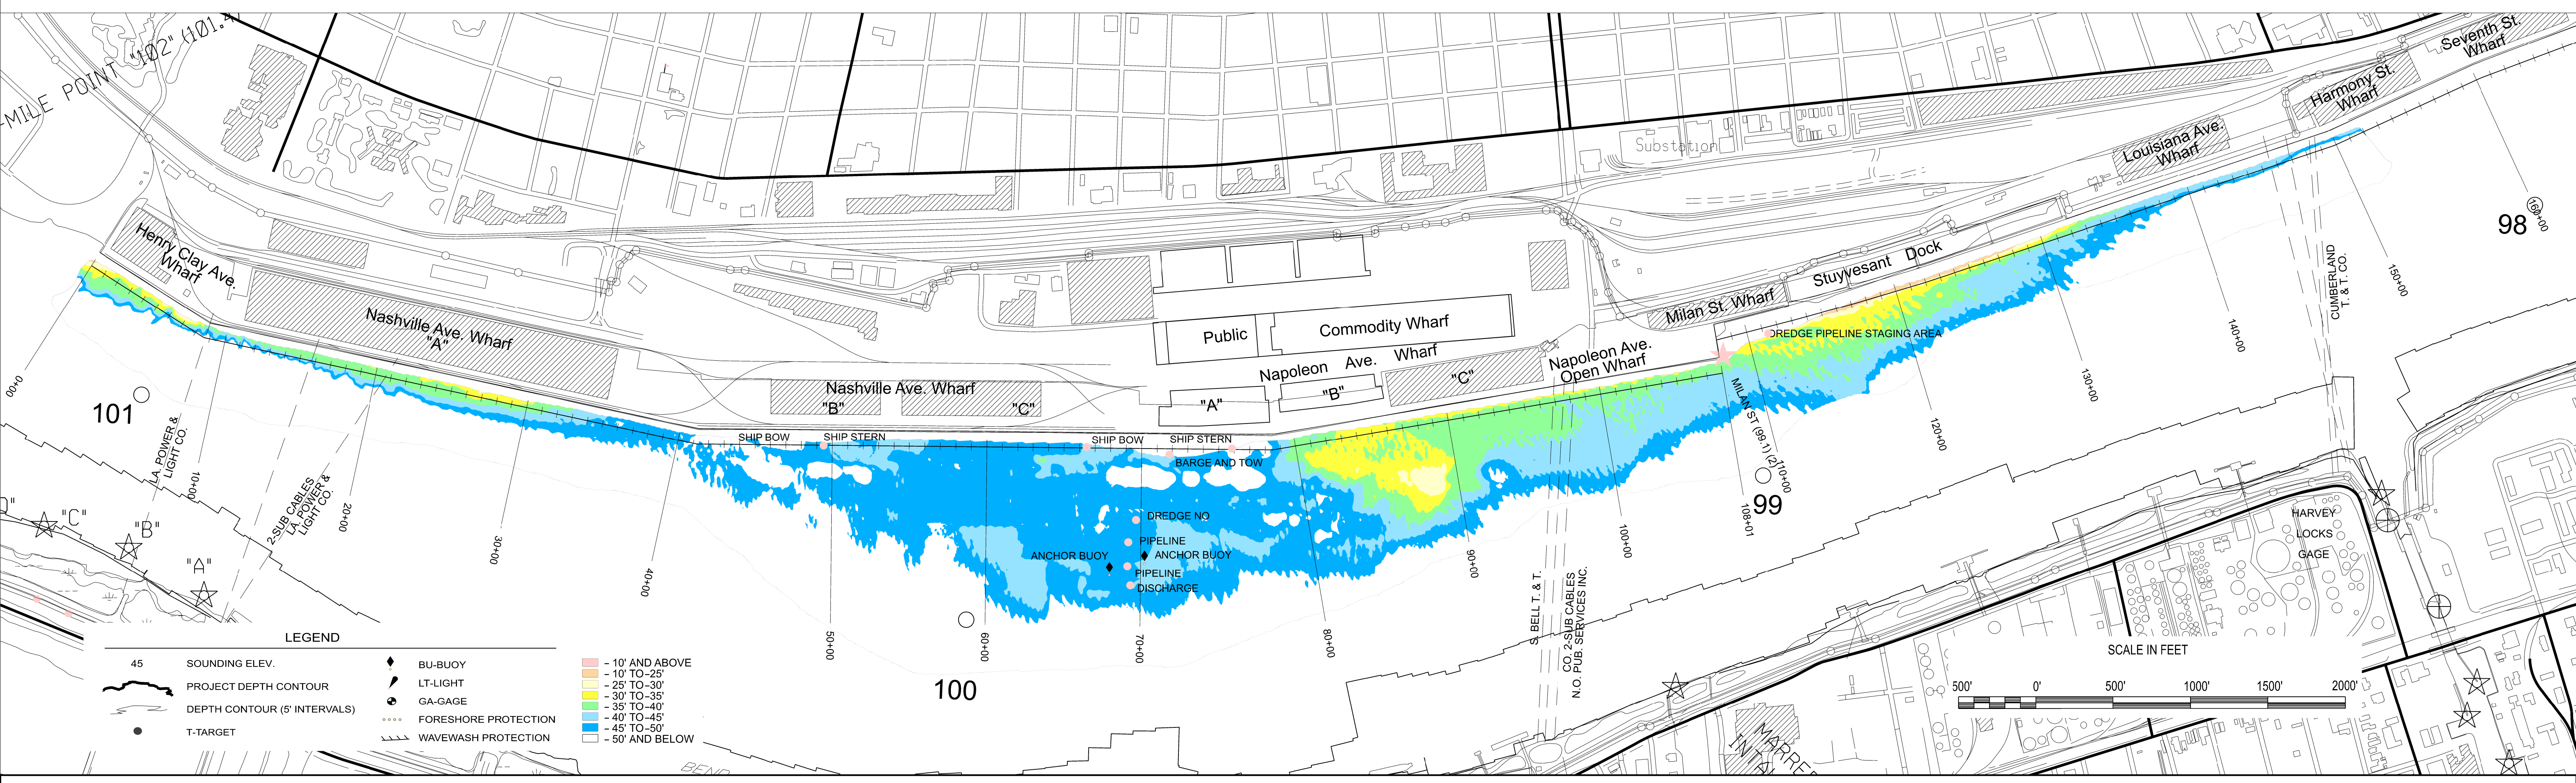 -MILE POINT "102" (101.4)
Seventh St.
Wharf
Harmony St.
Wharf
Louisiana Ave.
Wharf
Substation
Stuyvesant Dock
Milan St. Wharf
Henry Clay Ave.
Wharf
Nashville Ave. Wharf
"A"
Public
Commodity Wharf
Napoleon Ave. Wharf
"A"
"B"
"C"
Napoleon Ave.
Open Wharf
Nashville Ave. Wharf
"B"
"C"
DREDGE PIPELINE STAGING AREA
MILAN ST (99.1) (2)
SHIP BOW
SHIP STERN
SHIP BOW
SHIP STERN
BARGE AND TOW
DREDGE NO
PIPELINE
ANCHOR BUOY
ANCHOR BUOY
PIPELINE
DISCHARGE
101
100
99
98
0+00
10+00
20+00
30+00
40+00
50+00
60+00
70+00
80+00
90+00
100+00
108+01
110+00
120+00
130+00
140+00
150+00
160+00
LA. POWER &
LIGHT CO.
2-SUB CABLES
LA. POWER &
LIGHT CO.
S. BELL T. & T.
CO. 2-SUB CABLES
N.O. PUB. SERVICES INC.
CUMBERLAND
T. & T. CO.
"C"
"B"
"A"
HARVEY
LOCKS
GAGE
LEGEND
45 SOUNDING ELEV.
PROJECT DEPTH CONTOUR
DEPTH CONTOUR (5' INTERVALS)
T-TARGET
BU-BUOY
LT-LIGHT
GA-GAGE
FORESHORE PROTECTION
WAVEWASH PROTECTION
– 10' AND ABOVE
– 10' TO–25'
– 25' TO–30'
– 30' TO–35'
– 35' TO–40'
– 40' TO–45'
– 45' TO–50'
– 50' AND BELOW
SCALE IN FEET
500' 0' 500' 1000' 1500' 2000'
BEND